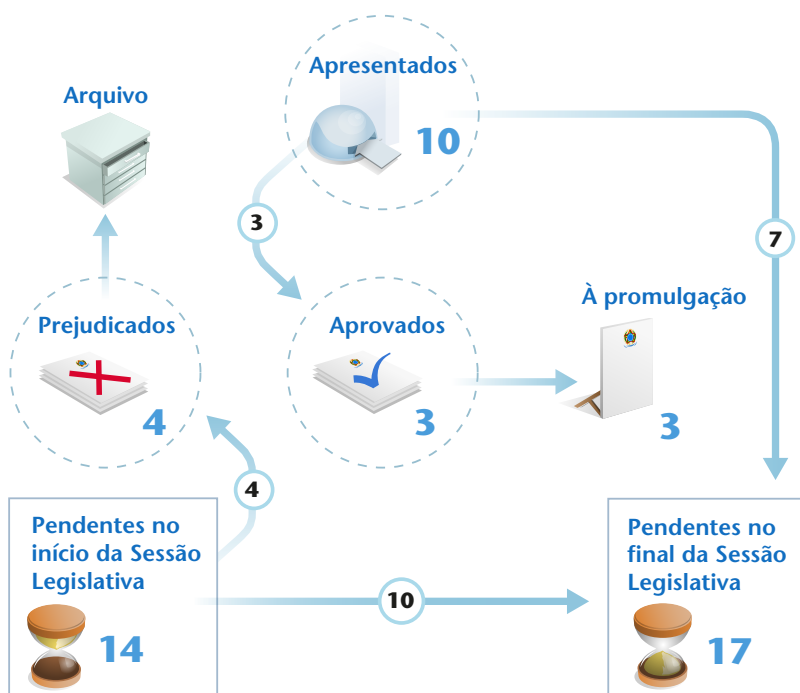 Apresentados
10
Arquivo
3
7
À promulgação
3
Prejudicados
4
Aprovados
3
4
Pendentes no
início da Sessão
Legislativa
14
10
Pendentes no
final da Sessão
Legislativa
17